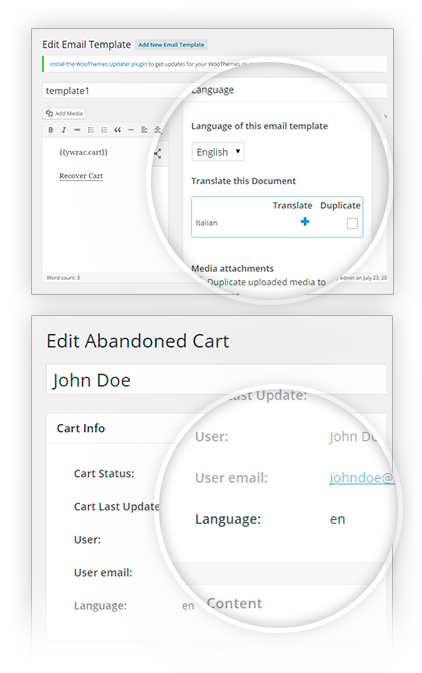 Edit Email Template Add New Email Template
Install the WooThemes Updater plugin to get updates for your WooThemes
template1
Add Media
B I ABC
{{ywrac.cart}}
Recover Cart
Word count: 3
Language
Language of this email template
English
Translate this Document
Translate Duplicate
Italian
Media attachments
Duplicate uploaded media to
admin on July 23, 20
Edit Abandoned Cart
John Doe
Cart Info
Cart Status:
Cart Last Update
User:
User email:
Language: en
Last Update:
User: John Do
User email: johndoe@
Language: en
Content